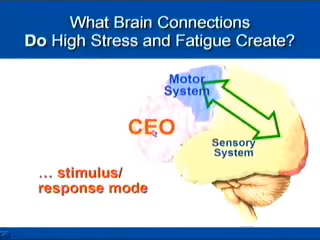 What Brain Connections
Do High Stress and Fatigue Create?
Motor
System
CEO
Sensory
System
... stimulus/
response mode